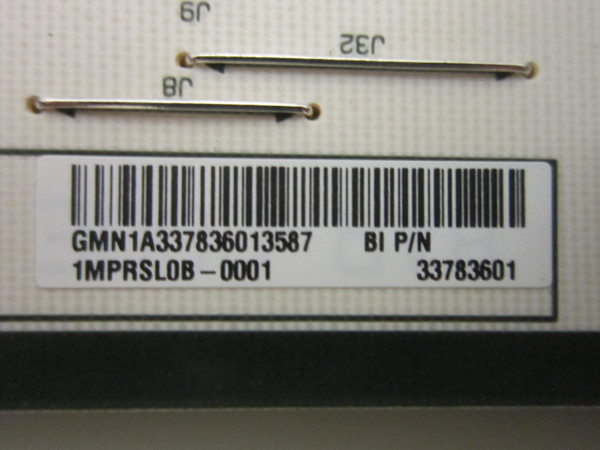 J9
J32
J8
GMN1A337836013587 BI P/N
1MPRSL0B-0001 33783601